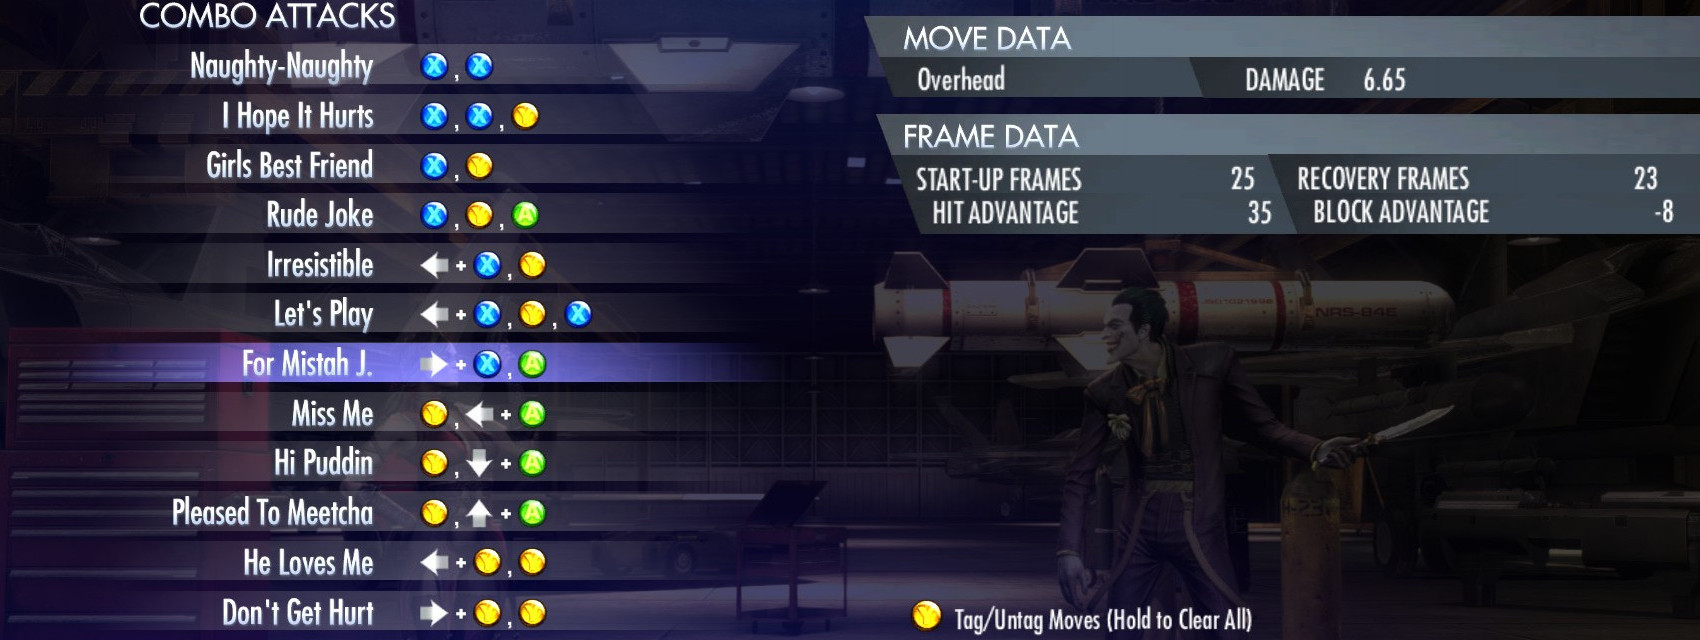 COMBO ATTACKS
Naughty-Naughty X , X
I Hope It Hurts X , X , Y
Girls Best Friend X , Y
Rude Joke X , Y , A
Irresistible ← + X , Y
Let's Play ← + X , Y , X
For Mistah J. → + X , A
Miss Me Y , ← + A
Hi Puddin Y , ↓ + A
Pleased To Meetcha Y , ↑ + A
He Loves Me ← + Y , Y
Don't Get Hurt → + Y , Y
MOVE DATA
Overhead DAMAGE 6.65
FRAME DATA
START-UP FRAMES 25 RECOVERY FRAMES 23
HIT ADVANTAGE 35 BLOCK ADVANTAGE -8
NRS-84E
Y Tag/Untag Moves (Hold to Clear All)